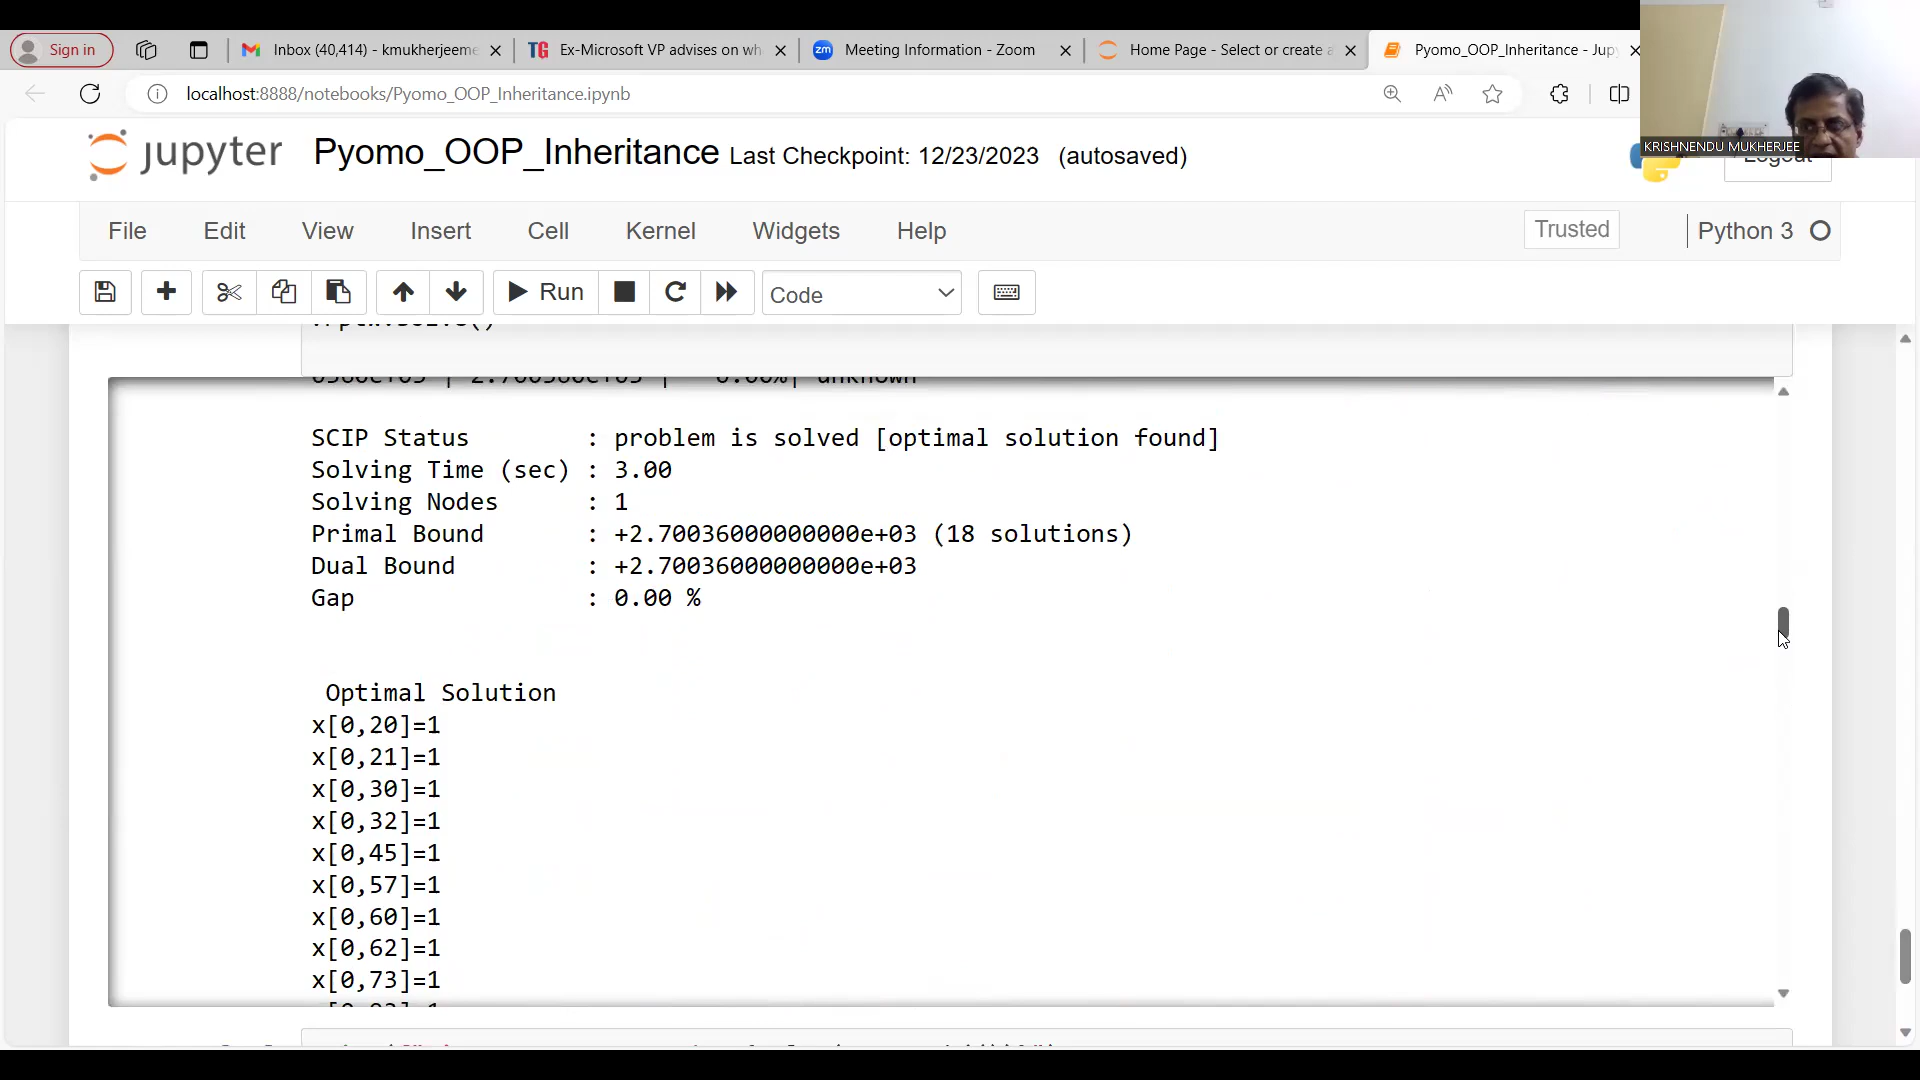 Sign in
Inbox (40,414) - kmukherjeeme
Ex-Microsoft VP advises on wh
Meeting Information - Zoom
Home Page - Select or create a
Pyomo_OOP_Inheritance - Jup
localhost:8888/notebooks/Pyomo_OOP_Inheritance.ipynb
KRISHNENDU MUKHERJEE
jupyter Pyomo_OOP_Inheritance Last Checkpoint: 12/23/2023 (autosaved)
Logout
File Edit View Insert Cell Kernel Widgets Help Trusted Python 3
Run Code
SCIP Status : problem is solved [optimal solution found]
Solving Time (sec) : 3.00
Solving Nodes : 1
Primal Bound : +2.70036000000000e+03 (18 solutions)
Dual Bound : +2.70036000000000e+03
Gap : 0.00 %
Optimal Solution
x[0,20]=1
x[0,21]=1
x[0,30]=1
x[0,32]=1
x[0,45]=1
x[0,57]=1
x[0,60]=1
x[0,62]=1
x[0,73]=1